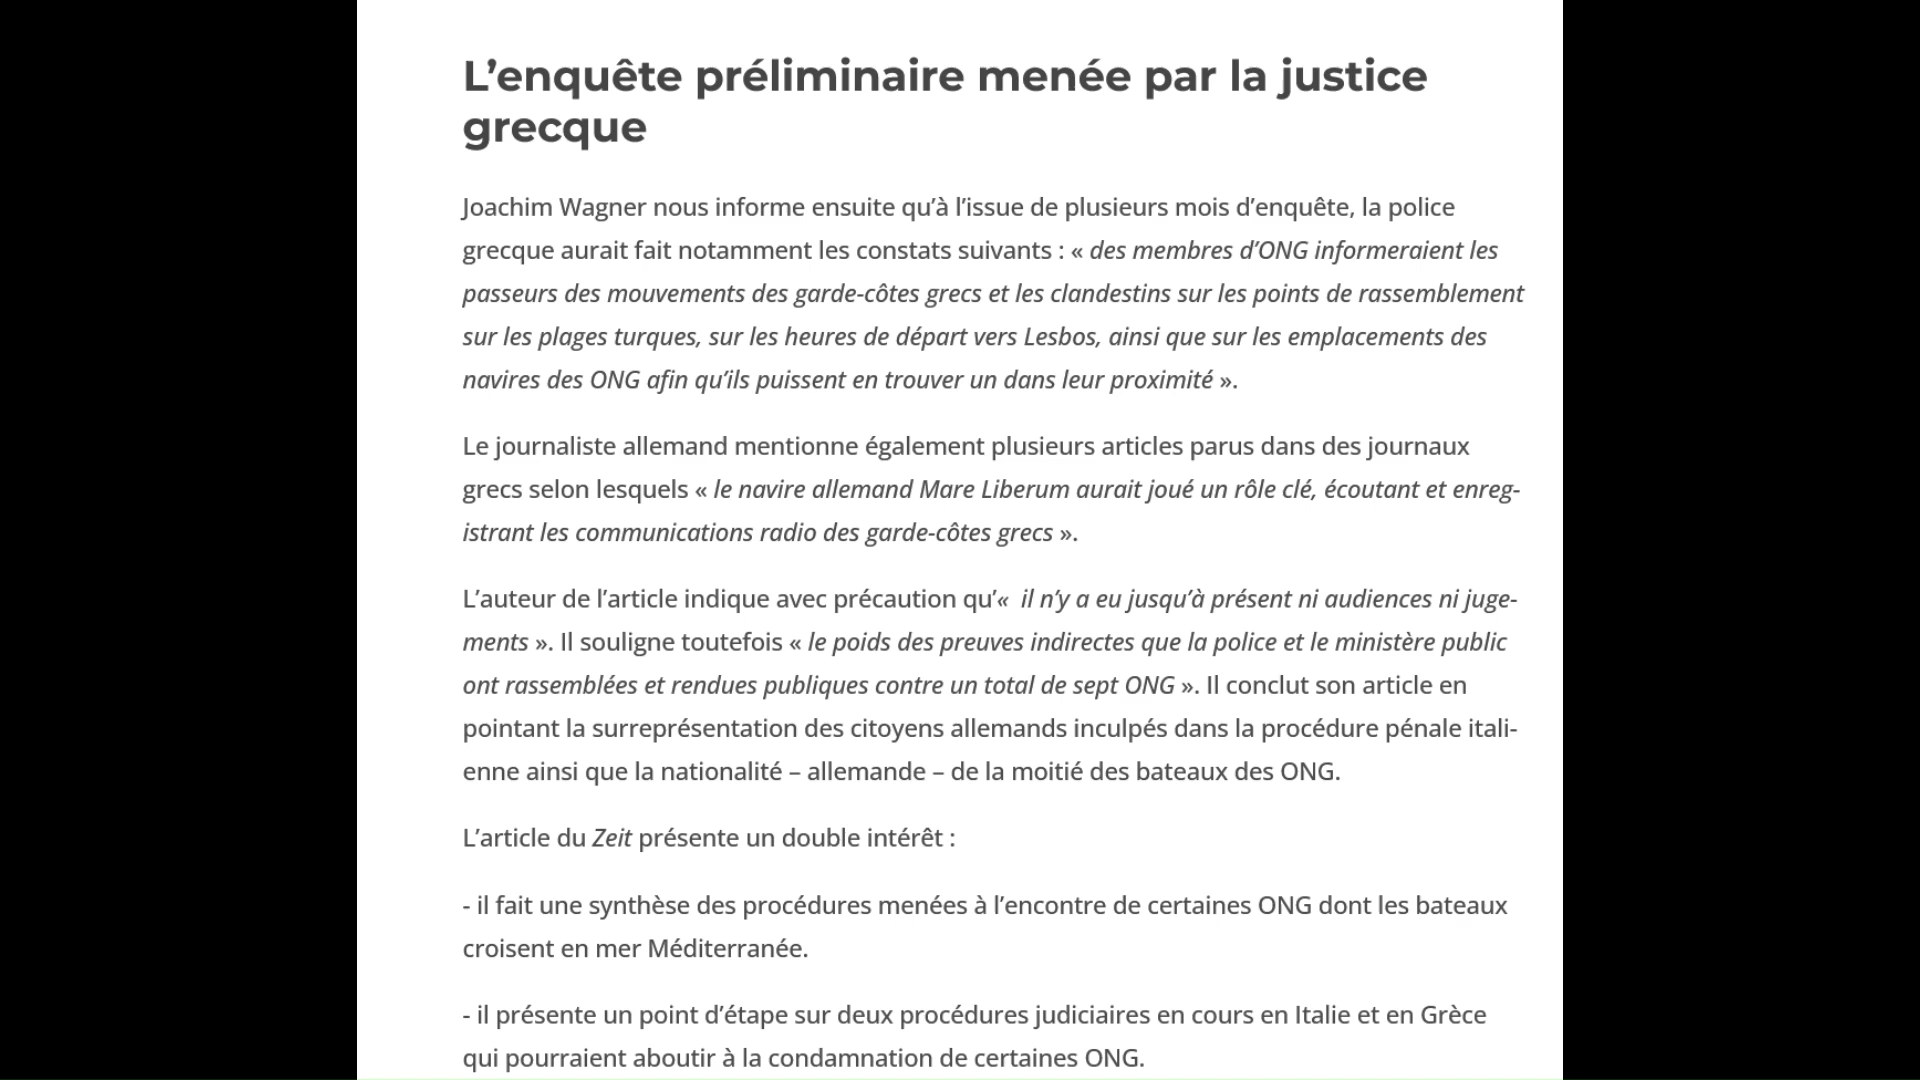 L’enquête préliminaire menée par la justice
grecque
Joachim Wagner nous informe ensuite qu’à l’issue de plusieurs mois d’enquête, la police
grecque aurait fait notamment les constats suivants : « des membres d’ONG informeraient les
passeurs des mouvements des garde-côtes grecs et les clandestins sur les points de rassemblement
sur les plages turques, sur les heures de départ vers Lesbos, ainsi que sur les emplacements des
navires des ONG afin qu’ils puissent en trouver un dans leur proximité ».
Le journaliste allemand mentionne également plusieurs articles parus dans des journaux
grecs selon lesquels « le navire allemand Mare Liberum aurait joué un rôle clé, écoutant et enreg-
istrant les communications radio des garde-côtes grecs ».
L’auteur de l’article indique avec précaution qu’«  il n’y a eu jusqu’à présent ni audiences ni juge-
ments ». Il souligne toutefois « le poids des preuves indirectes que la police et le ministère public
ont rassemblées et rendues publiques contre un total de sept ONG ». Il conclut son article en
pointant la surreprésentation des citoyens allemands inculpés dans la procédure pénale itali-
enne ainsi que la nationalité – allemande – de la moitié des bateaux des ONG.
L’article du Zeit présente un double intérêt :
- il fait une synthèse des procédures menées à l’encontre de certaines ONG dont les bateaux
croisent en mer Méditerranée.
- il présente un point d’étape sur deux procédures judiciaires en cours en Italie et en Grèce
qui pourraient aboutir à la condamnation de certaines ONG.